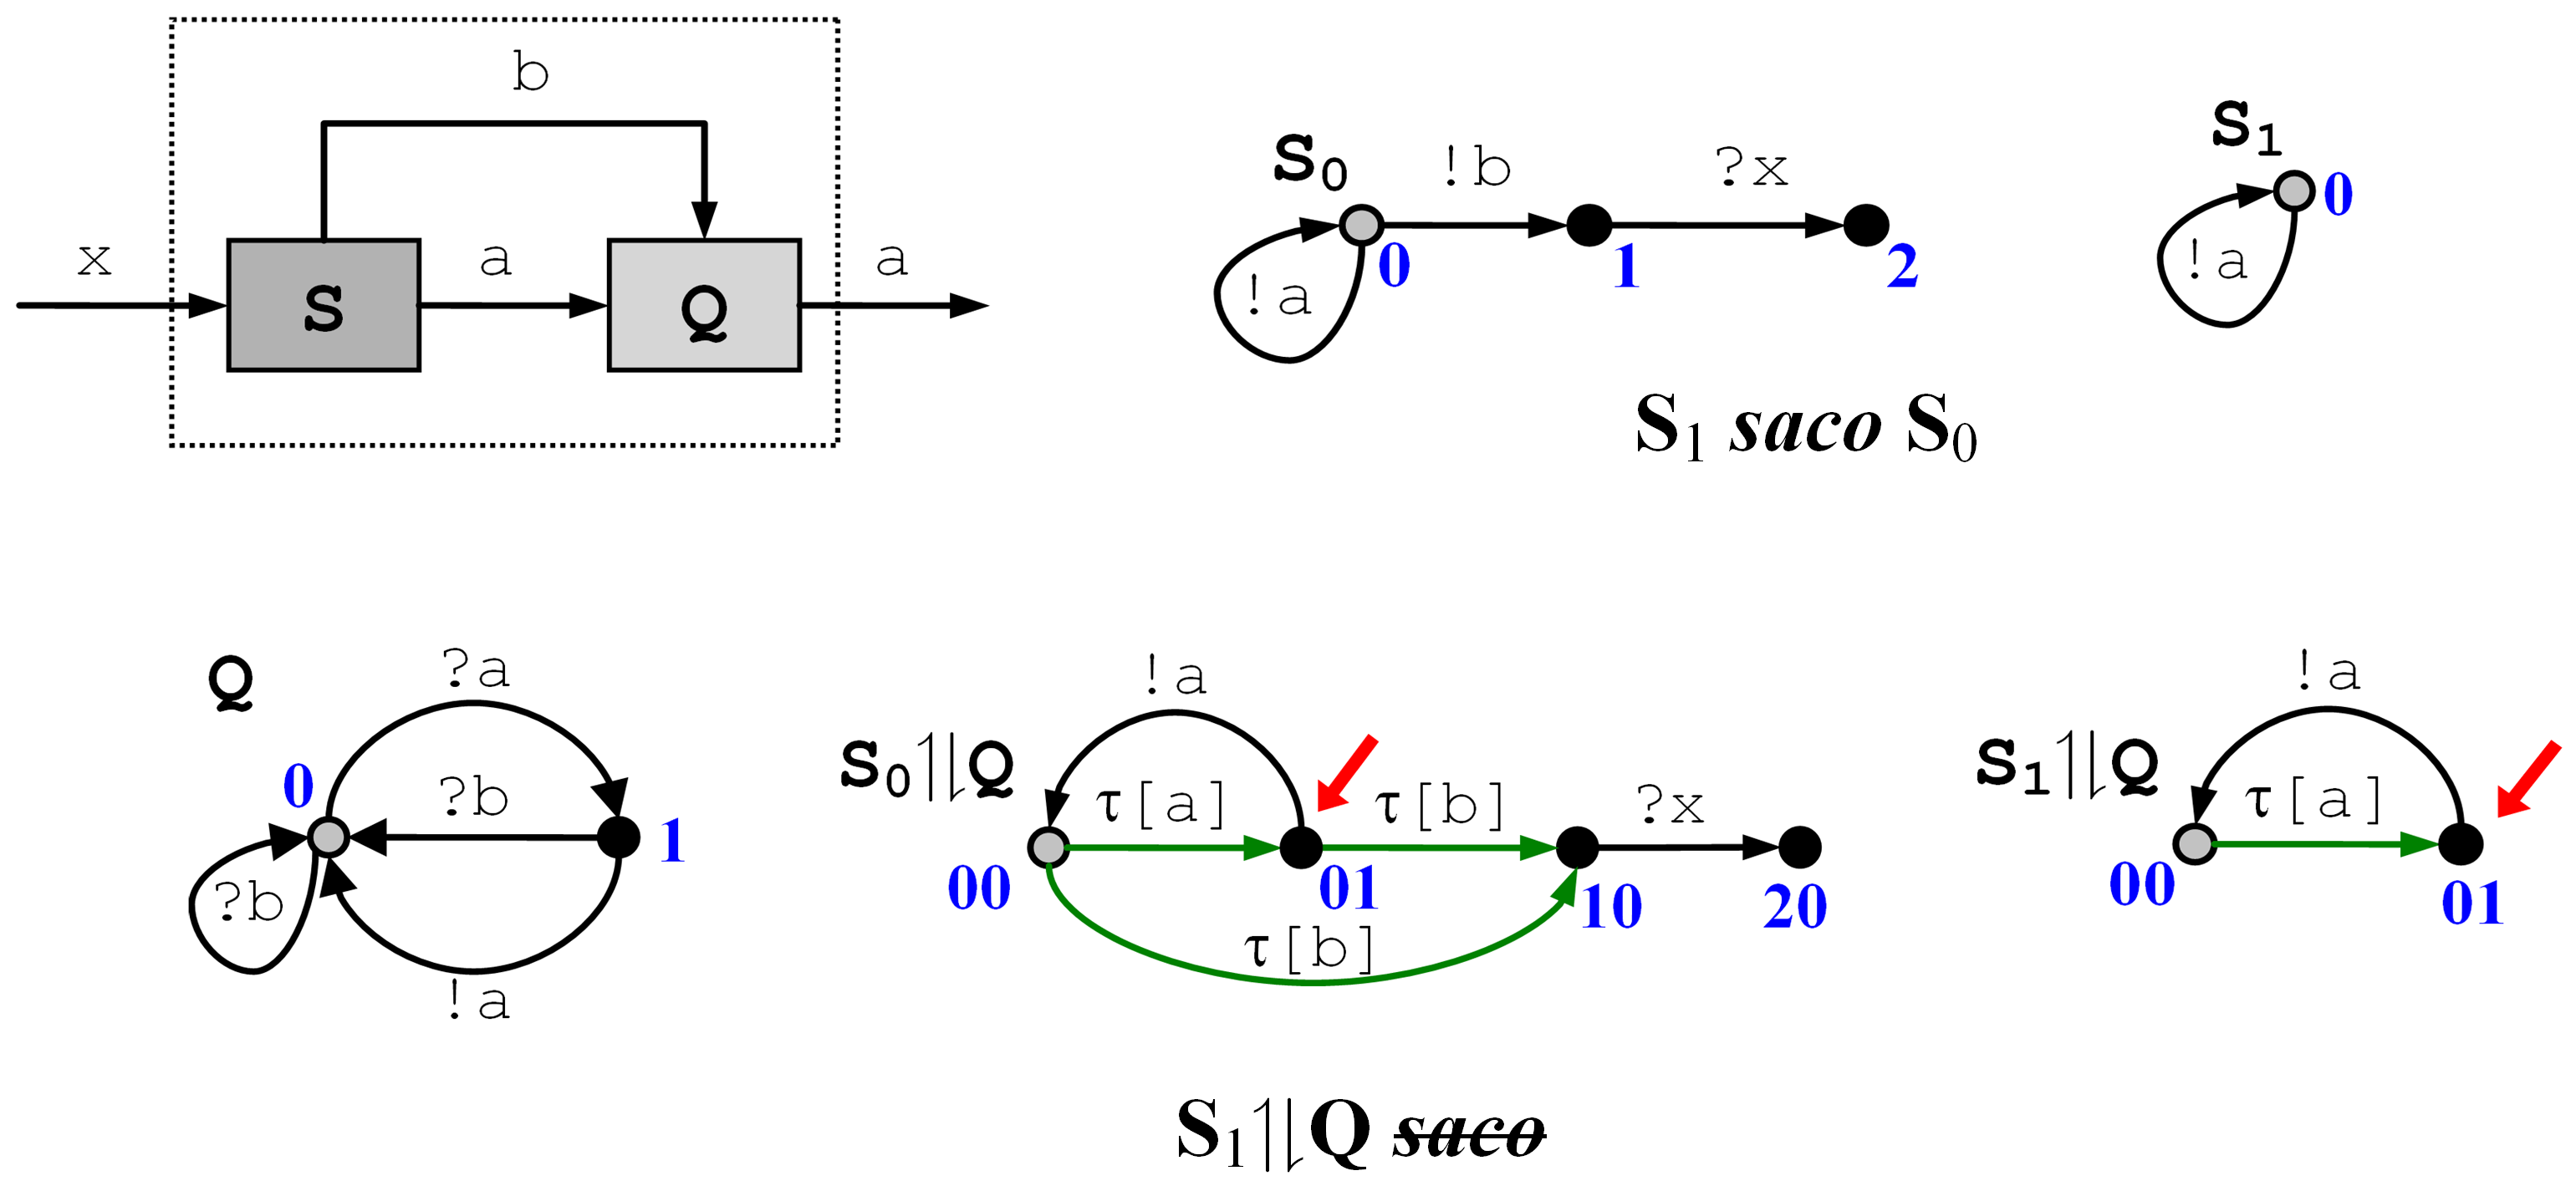 b
x
S
a
Q
a
S0
!b
?x
!a
0
1
2
S1
0
!a
S1 saco S0
Q
?a
0
?b
1
?b
!a
S0⥮Q
!a
τ[a]
τ[b]
?x
00
01
10
20
τ[b]
S1⥮Q
!a
τ[a]
00
01
S1⥮Q saco